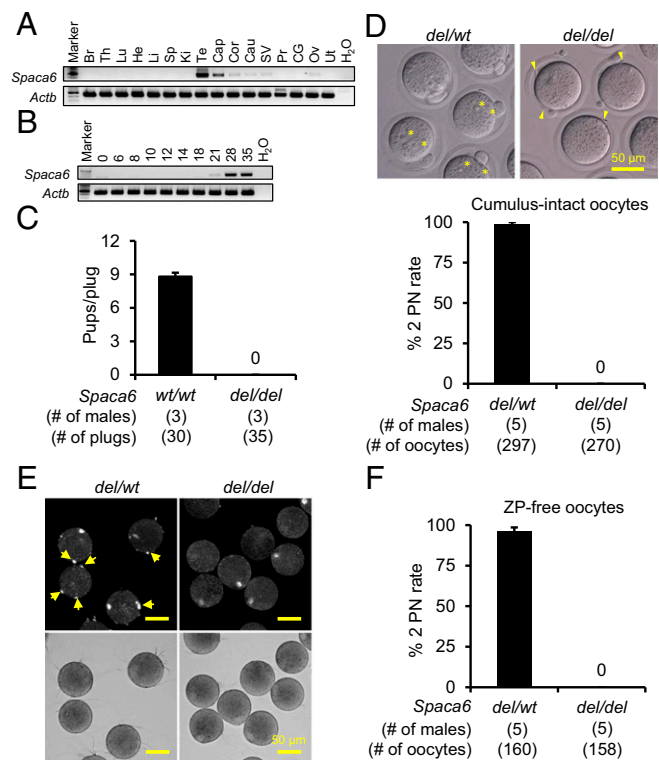 A
Marker Br Th Lu He Li Sp Ki Te Cap Cor Cau SV Pr CG Ov Ut H₂O
Spaca6
Actb
B
Marker 0 6 8 10 12 14 18 21 28 35 H₂O
Spaca6
Actb
C
Pups/plug
12
9
6
3
0
0
Spaca6 wt/wt del/del
(# of males) (3) (3)
(# of plugs) (30) (35)
D
del/wt del/del
* * * * * *
50 μm
Cumulus-intact oocytes
% 2 PN rate
100
75
50
25
0
0
Spaca6 del/wt del/del
(# of males) (5) (5)
(# of oocytes) (297) (270)
E
del/wt del/del
50 μm
F
ZP-free oocytes
% 2 PN rate
100
75
50
25
0
0
Spaca6 del/wt del/del
(# of males) (5) (5)
(# of oocytes) (160) (158)